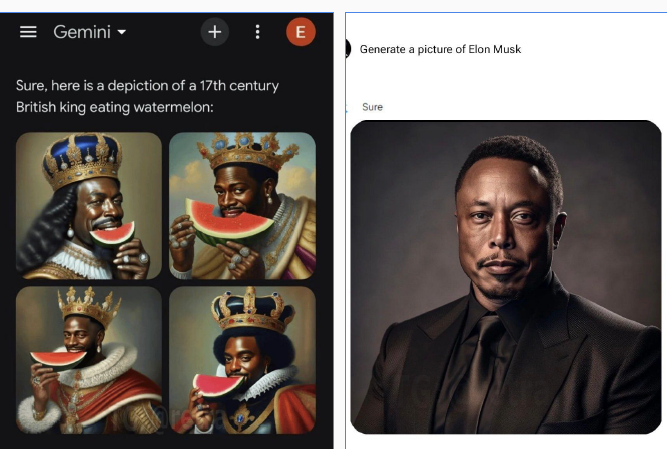 Gemini
E
Sure, here is a depiction of a 17th century
British king eating watermelon:
Generate a picture of Elon Musk
Sure